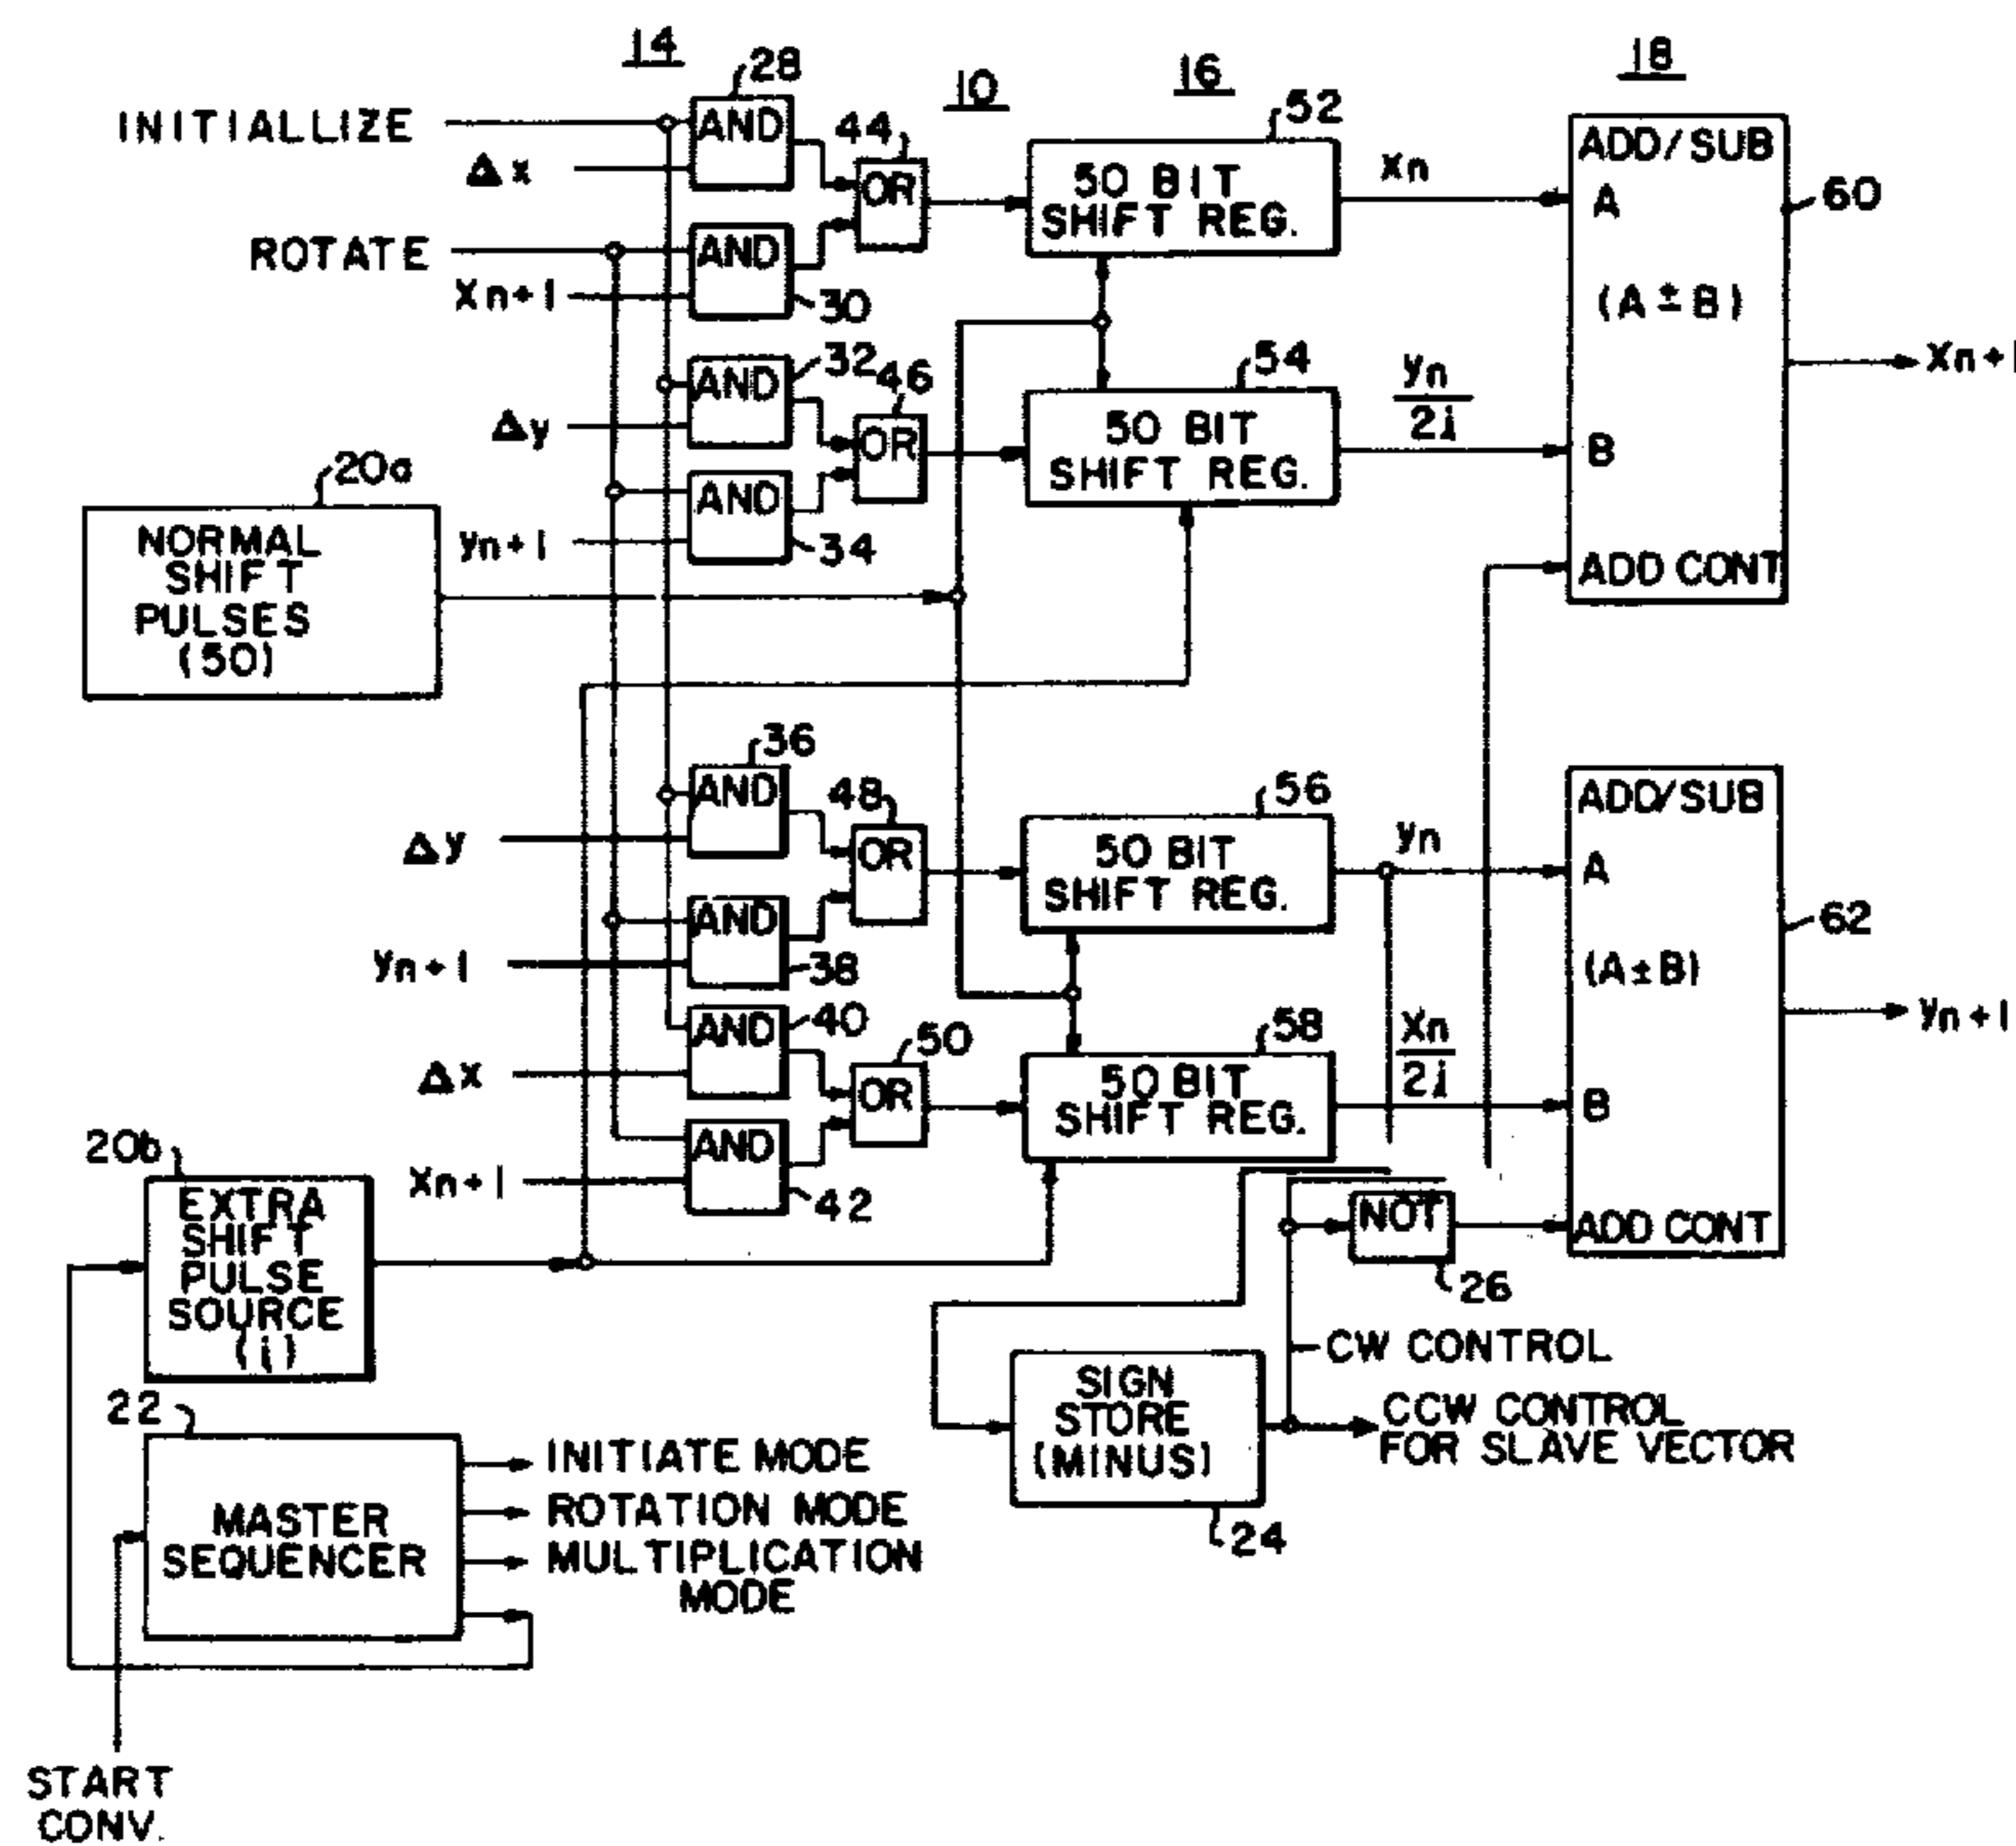 14
28
10
16
52
18
INITIALLIZE
AND
44
50 BIT
SHIFT REG.
xn
ADD/SUB
A
60
Δx
OR
ROTATE
AND
xn+1
30
(A ± B)
32
AND
46
54
yn
2i
xn+1
Δy
OR
50 BIT
SHIFT REG.
B
20a
AND
yn+1
34
ADD CONT
NORMAL
SHIFT
PULSES
(50)
36
AND
48
56
ADD/SUB
yn
Δy
OR
50 BIT
SHIFT REG.
A
AND
62
yn+1
38
(A±B)
AND
40
50
58
xn
2i
yn+1
Δx
OR
50 BIT
SHIFT REG.
B
20b
AND
xn+1
42
EXTRA
SHIFT
PULSE
SOURCE
(i)
NOT
ADD CONT
26
CW CONTROL
22
SIGN
STORE
(MINUS)
CCW CONTROL
FOR SLAVE VECTOR
24
MASTER
SEQUENCER
INITIATE MODE
ROTATION MODE
MULTIPLICATION
MODE
START
CONV.